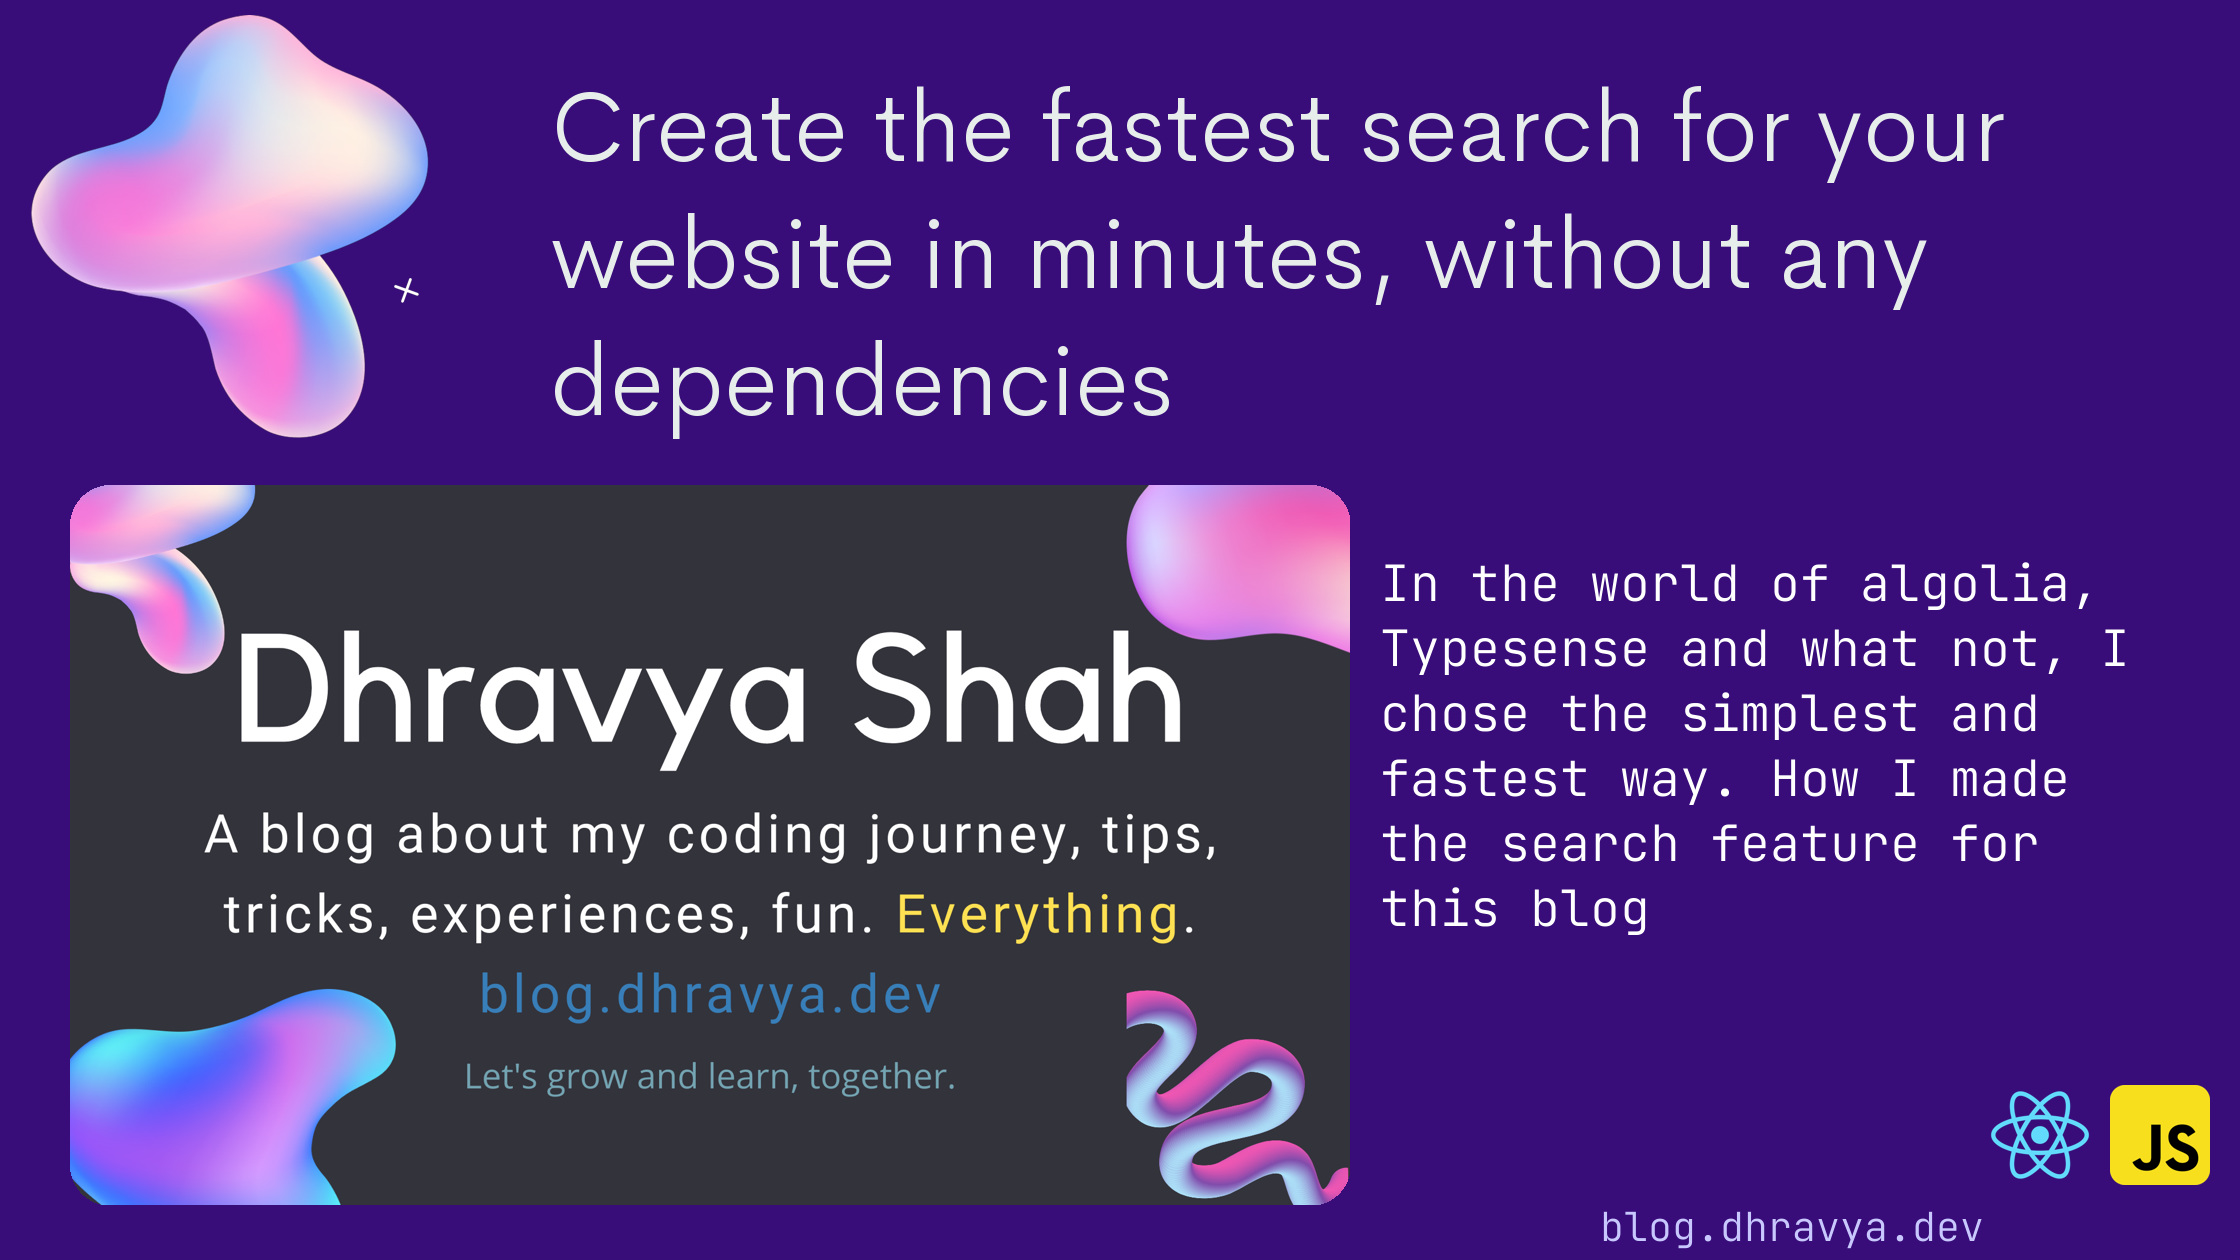 Create the fastest search for your
website in minutes, without any
dependencies
Dhravya Shah
A blog about my coding journey, tips,
tricks, experiences, fun. Everything.
blog.dhravya.dev
Let's grow and learn, together.
In the world of algolia,
Typesense and what not, I
chose the simplest and
fastest way. How I made
the search feature for
this blog
JS
blog.dhravya.dev